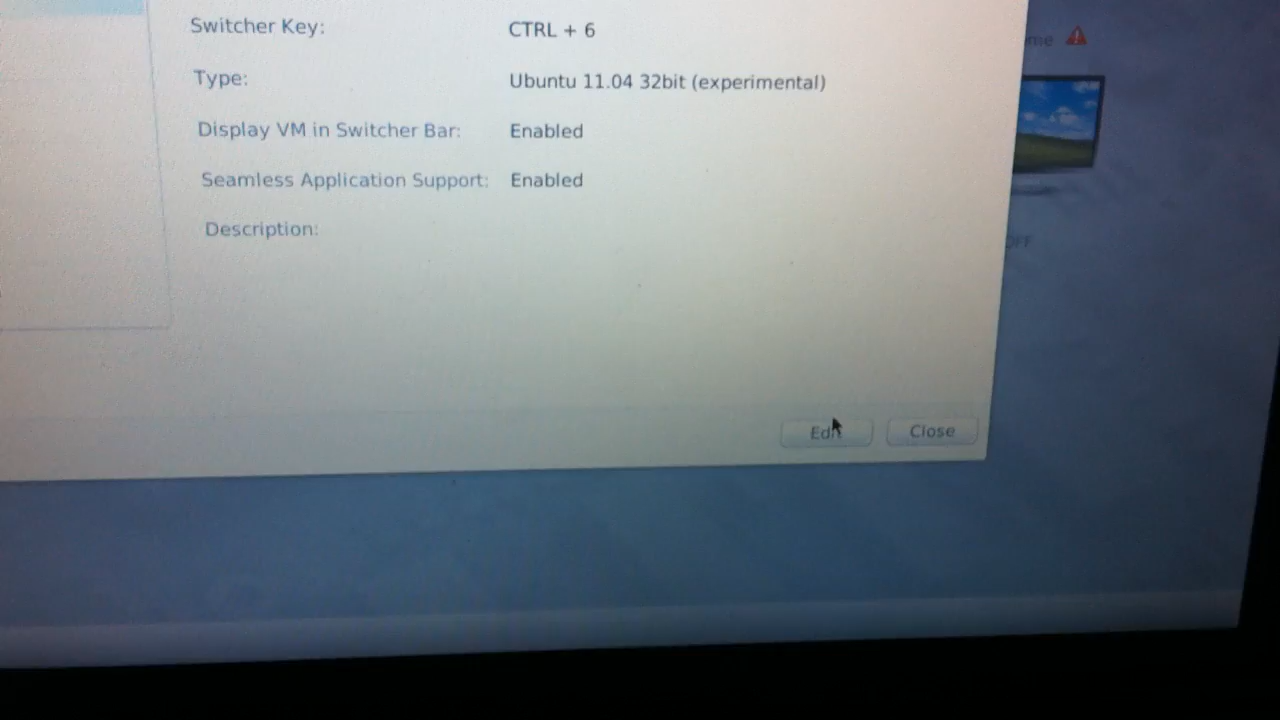 Switcher Key: CTRL + 6
Type: Ubuntu 11.04 32bit (experimental)
Display VM in Switcher Bar: Enabled
Seamless Application Support: Enabled
Description:
Edit Close